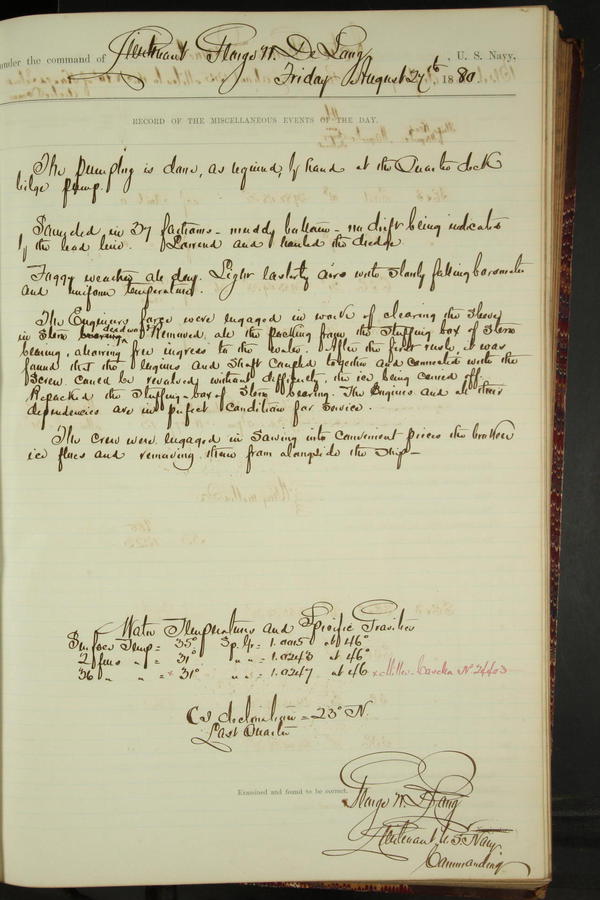 under the command of Lieutenant George W. De Long, U. S. Navy,
Friday August 27th, 1880
RECORD OF THE MISCELLANEOUS EVENTS OF THE DAY.
The pumping is done, as required, by hand at the Quarter deck
bilge pump.
Sounded in 37 fathoms - muddy bottom - no drift being indicated
by the lead line. Lowered and hauled the dredge.
Foggy weather all day. Light Easterly airs with slowly falling barometer
and uniform temperature.
The Engineers force were engaged in work of clearing the sleeve
in Stern deadwood. Removed all the packing from the stuffing box of Stern
bearing, allowing free ingress to the water. After the first rush, it was
found that the engines and Shaft Coupled together and connected with the
Screw could be revolved without difficulty, the ice being cleared off.
Repacked the stuffing-box of Stern bearing. The Engines and all their
dependencies are in perfect condition for service.
The crew were engaged in sawing into convenient pieces the broken
ice floes and removing them from alongside the Ship -
Water Temperatures and Specific Gravities
Surface Temp = 35° Sp. Gr = 1.0005 at 46°
2 fms " = 31° " " = 1.0243 at 46°
36 " " = x 31° " " = 1.0247 at 46 x Miller-Casella No. 24403
declination = 23° N.
Last Quarter
Examined and found to be correct.
George W. De Long
Lieutenant U.S. Navy
Commanding